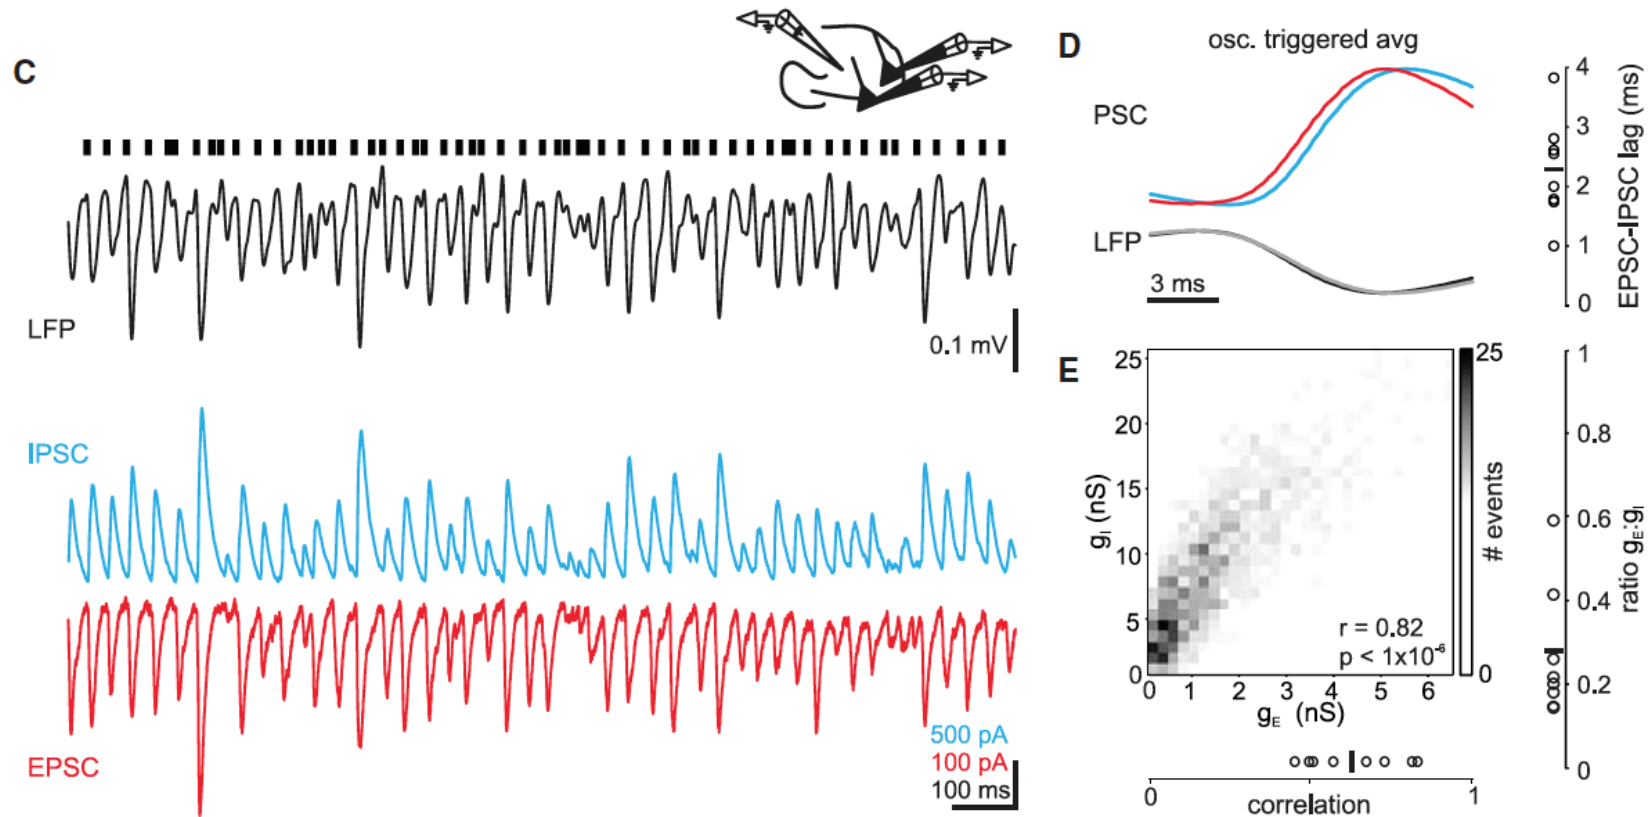 C
LFP
0.1 mV
IPSC
EPSC
500 pA
100 pA
100 ms
D
osc. triggered avg
PSC
LFP
3 ms
4
3
2
1
0
EPSC-IPSC lag (ms)
E
25
20
15
10
5
0
gI (nS)
0 1 2 3 4 5 6
gE (nS)
r = 0.82
p < 1x10⁻⁶
25
0
# events
1
0.8
0.6
0.4
0.2
0
ratio gE:gI
0 1
correlation